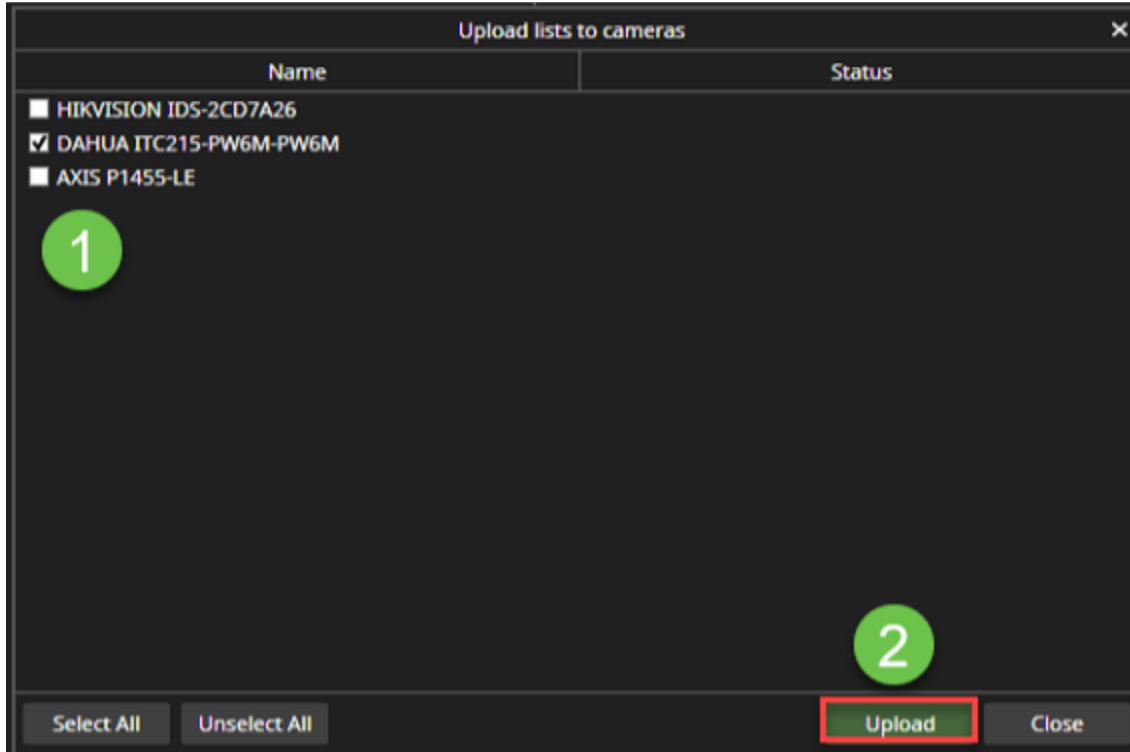 Upload lists to cameras ×
Name Status
HIKVISION IDS-2CD7A26
DAHUA ITC215-PW6M-PW6M
AXIS P1455-LE
1
2
Select All Unselect All Upload Close